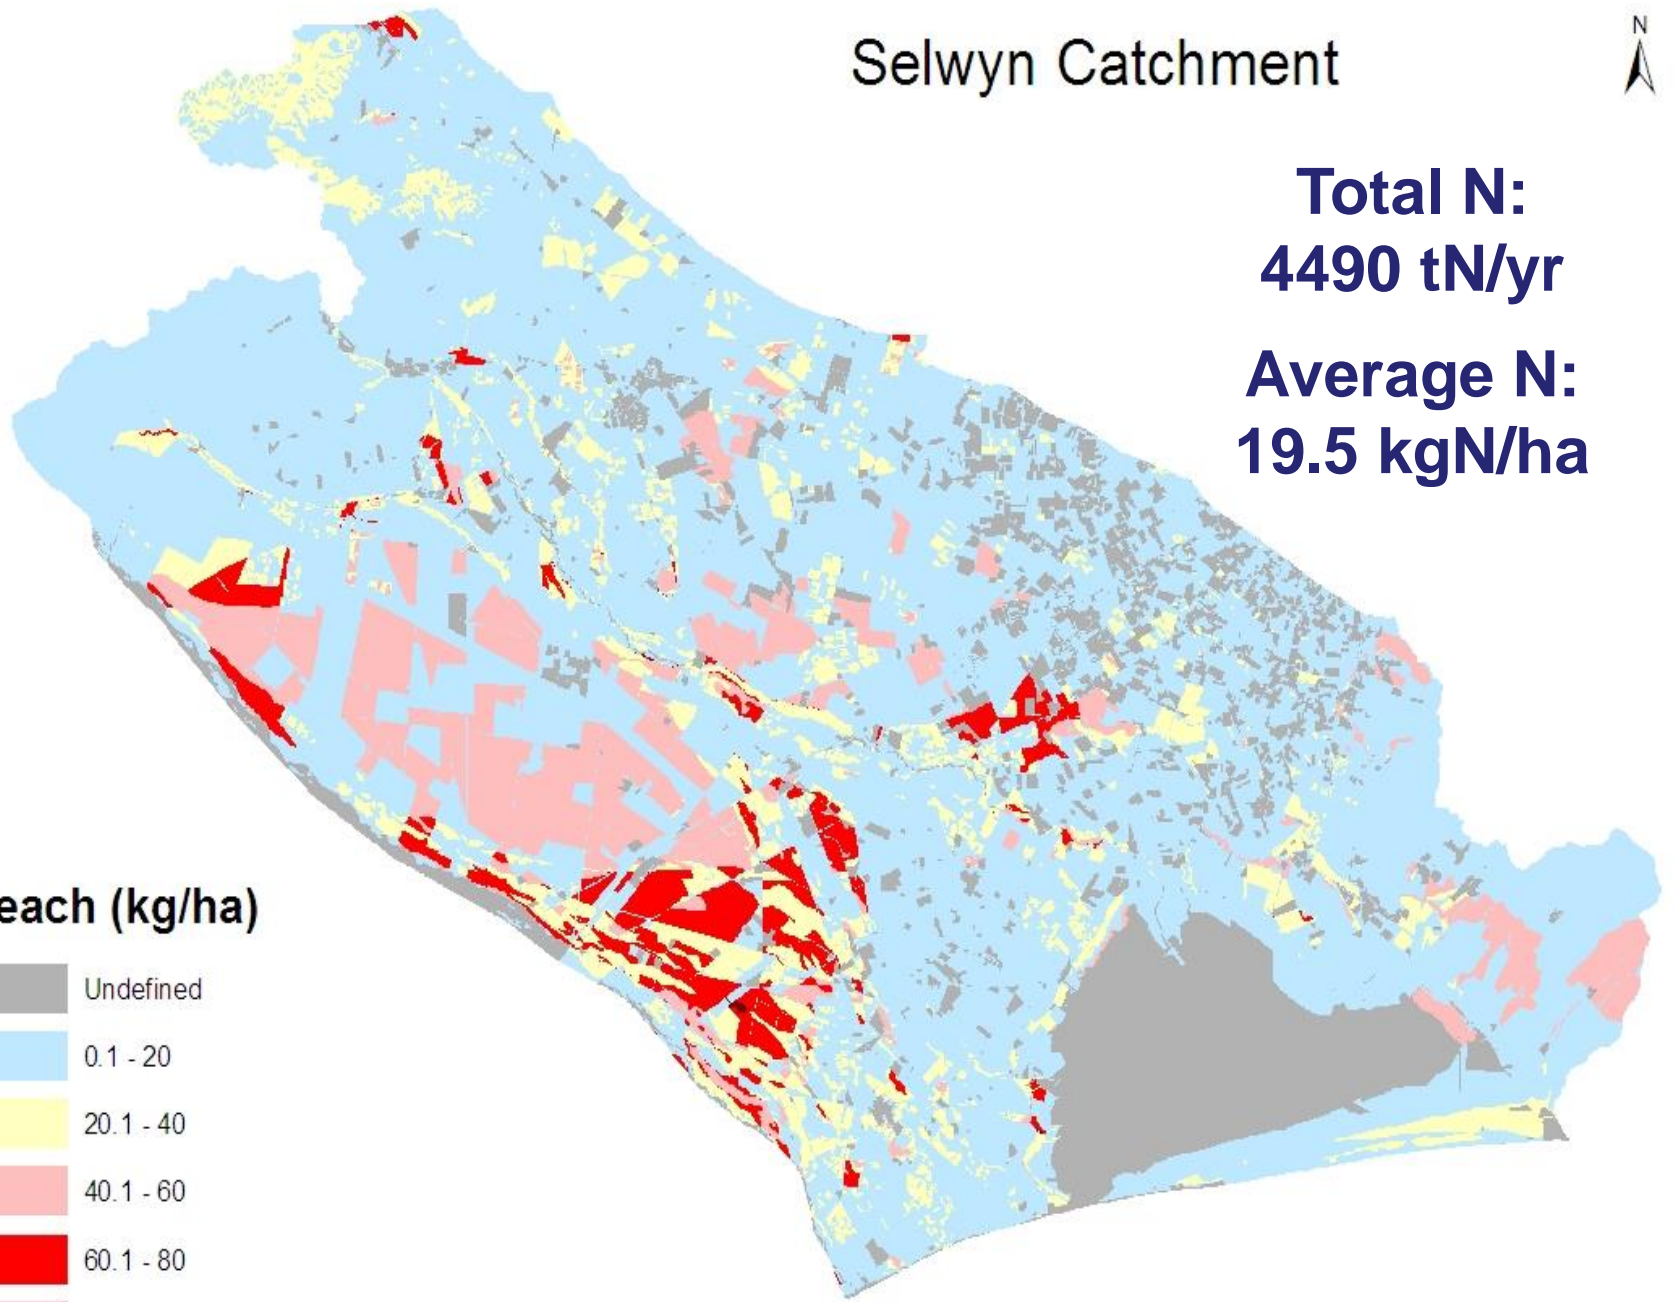 Selwyn Catchment
N
Total N:
4490 tN/yr
Average N:
19.5 kgN/ha
each (kg/ha)
Undefined
0.1 - 20
20.1 - 40
40.1 - 60
60.1 - 80